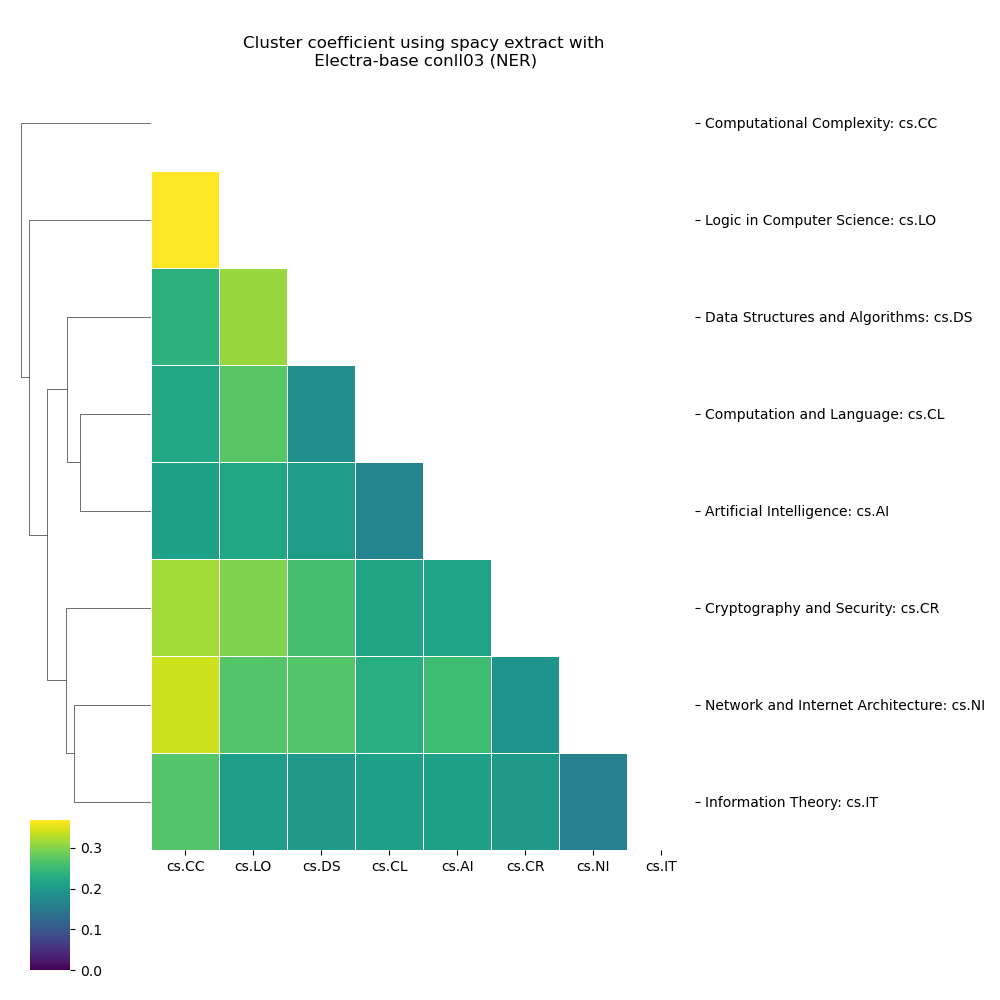 Cluster coefficient using spacy extract with
Electra-base conll03 (NER)
Computational Complexity: cs.CC
Logic in Computer Science: cs.LO
Data Structures and Algorithms: cs.DS
Computation and Language: cs.CL
Artificial Intelligence: cs.AI
Cryptography and Security: cs.CR
Network and Internet Architecture: cs.NI
Information Theory: cs.IT
cs.CC cs.LO cs.DS cs.CL cs.AI cs.CR cs.NI cs.IT
0.3
0.2
0.1
0.0